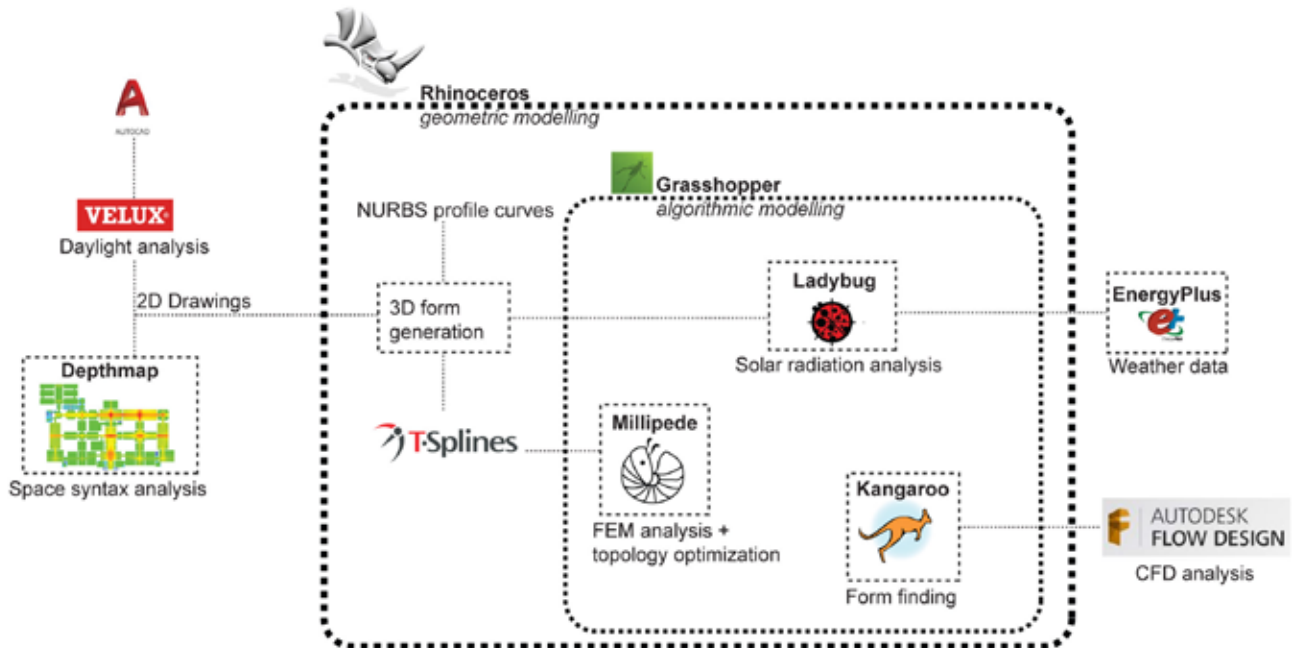 Rhinoceros
geometric modelling
AUTOCAD
Grasshopper
algorithmic modelling
VELUX
Daylight analysis
NURBS profile curves
2D Drawings
3D form
generation
Ladybug
Solar radiation analysis
EnergyPlus
Weather data
Depthmap
Space syntax analysis
T-Splines
Millipede
FEM analysis +
topology optimization
Kangaroo
Form finding
AUTODESK
FLOW DESIGN
CFD analysis